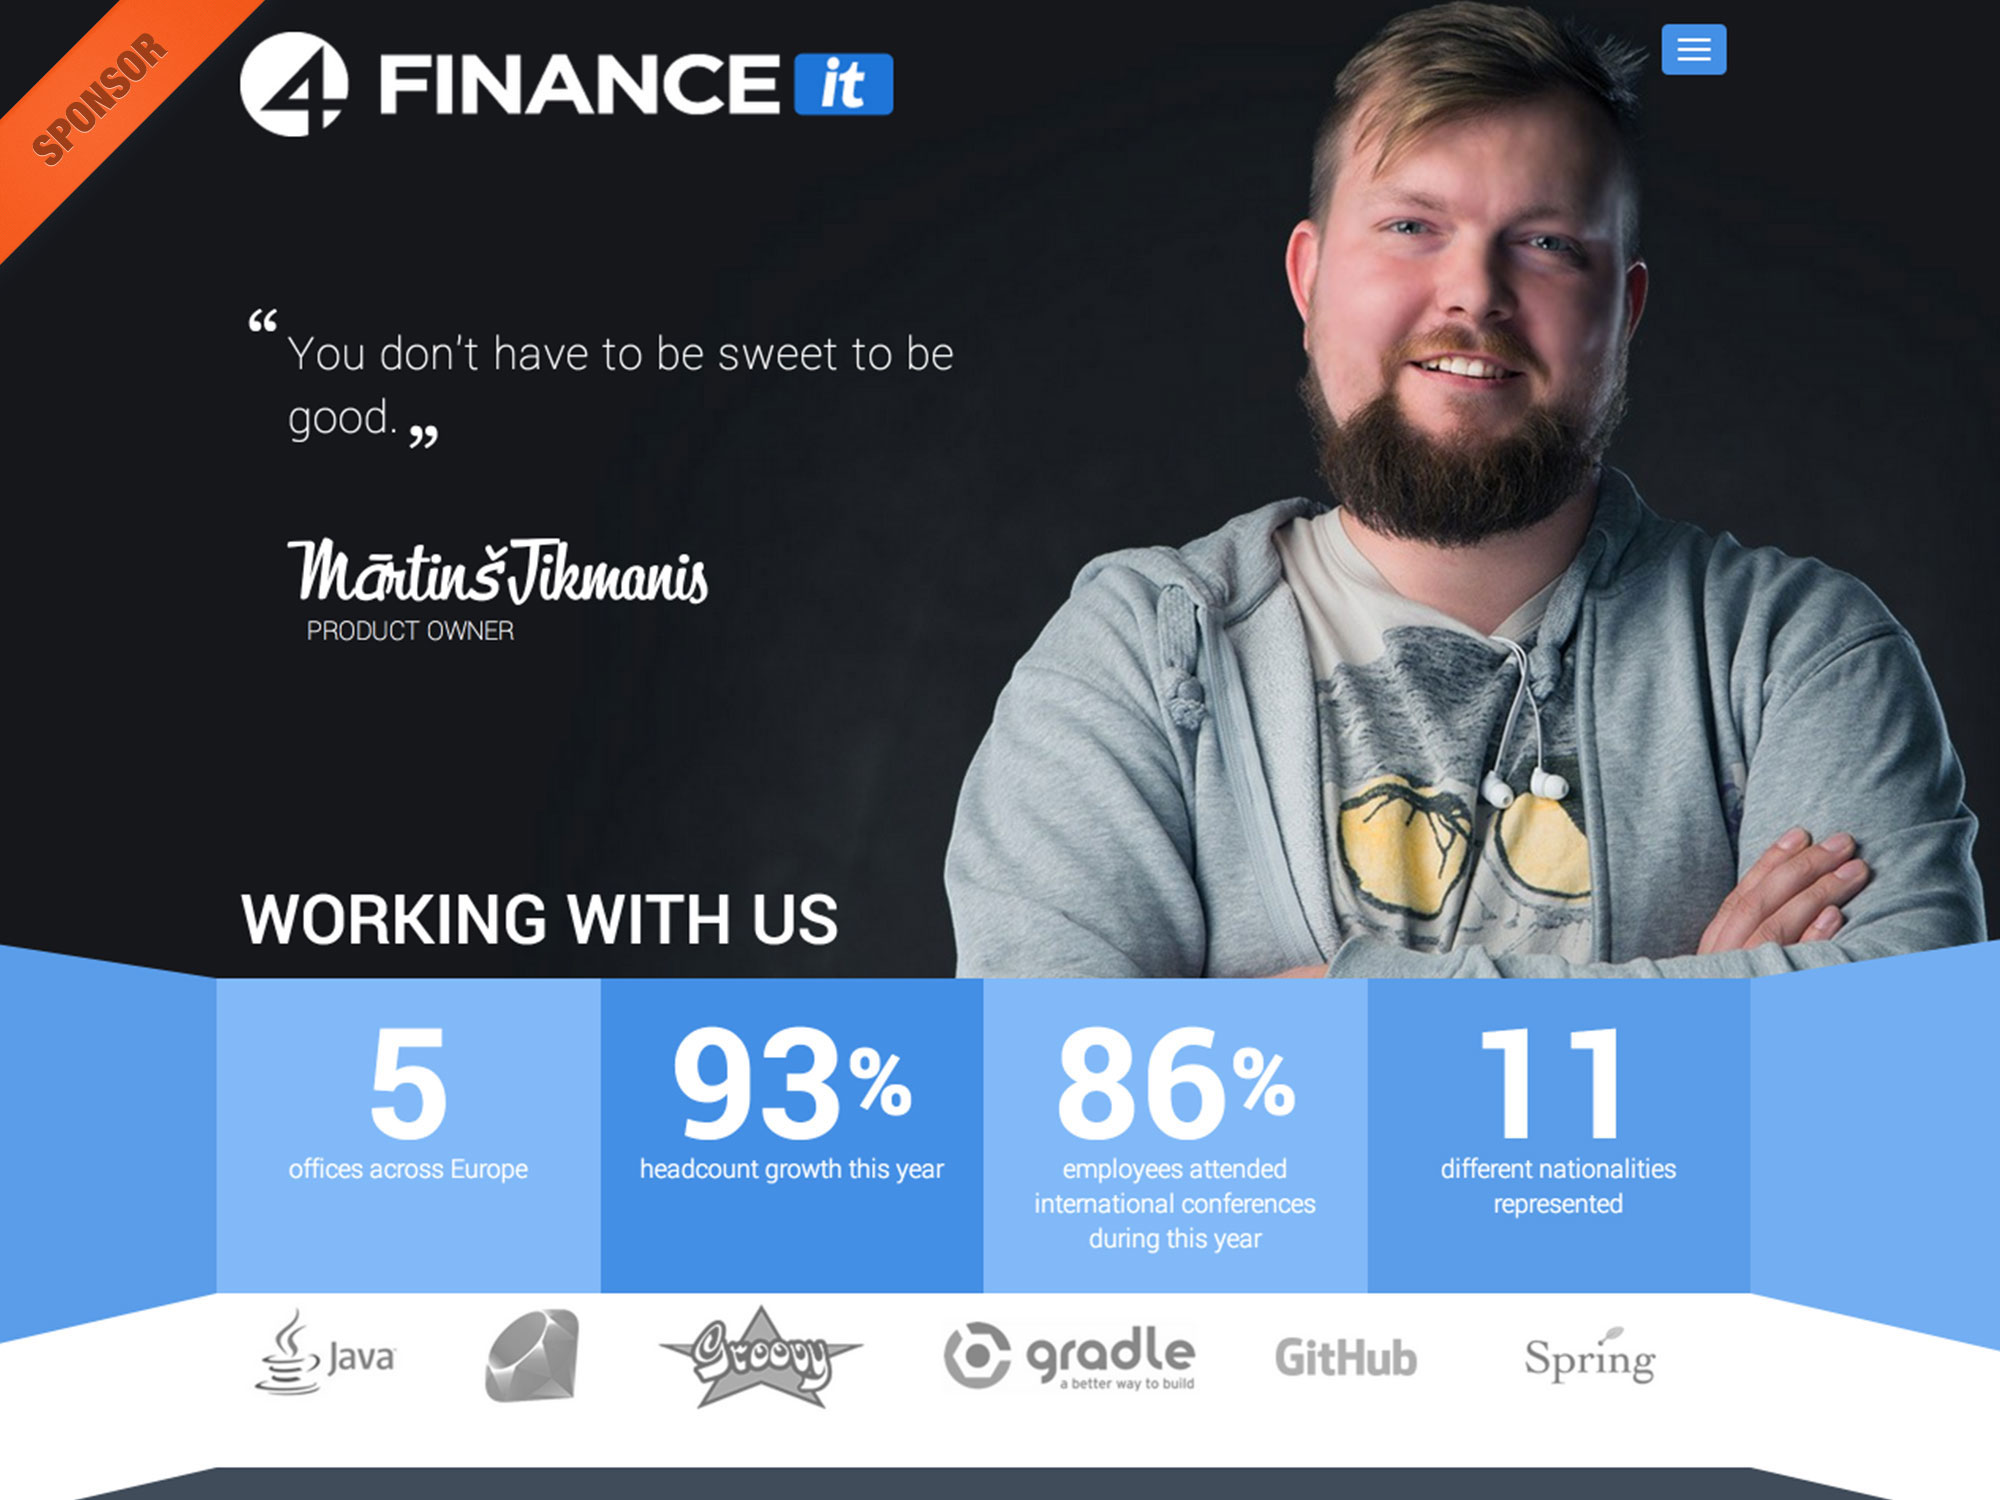 SPONSOR
4 FINANCE it
“ You don't have to be sweet to be
good. ”
Mārtinš Jikmanis
PRODUCT OWNER
WORKING WITH US
5
offices across Europe
93%
headcount growth this year
86%
employees attended
international conferences
during this year
11
different nationalities
represented
Java
Groovy
gradle
a better way to build
GitHub
Spring